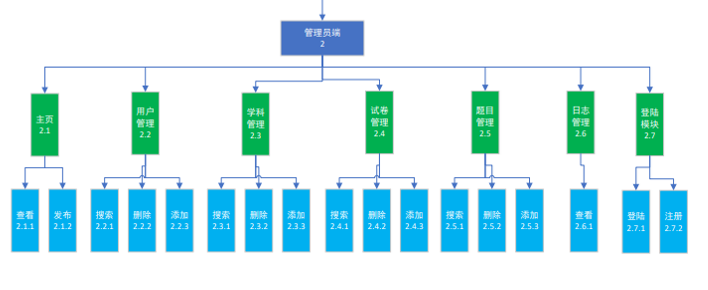 管理员端
2
主页
2.1
用户
管理
2.2
学科
管理
2.3
试卷
管理
2.4
题目
管理
2.5
日志
管理
2.6
登陆
模块
2.7
查看
2.1.1
发布
2.1.2
搜索
2.2.1
删除
2.2.2
添加
2.2.3
搜索
2.3.1
删除
2.3.2
添加
2.3.3
搜索
2.4.1
删除
2.4.2
添加
2.4.3
搜索
2.5.1
删除
2.5.2
添加
2.5.3
查看
2.6.1
登陆
2.7.1
注册
2.7.2